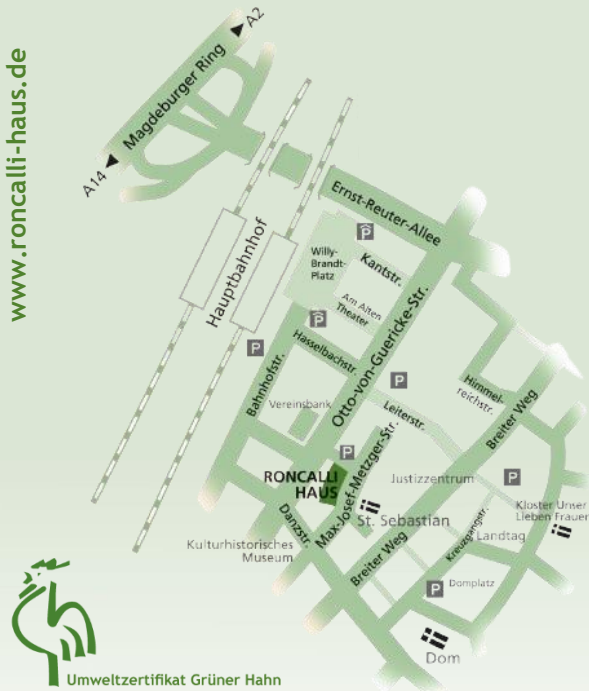 www.roncalli-haus.de
A2
Magdeburger Ring
A14
Hauptbahnhof
Ernst-Reuter-Allee
P
Willy-
Brandt-
Platz
Kantstr.
Am Alten
Theater
P
Otto-von-Guericke-Str.
Hasselbachstr.
P
Bahnhofstr.
P
Himmel-
reichstr.
Vereinsbank
Leiterstr.
Breiter Weg
P
RONCALLI
HAUS
Max-Josef-Metzger-Str.
Justizzentrum
P
Danzstr.
St. Sebastian
Kloster Unser
Lieben Frauen
Kreuzgangstr.
Landtag
Kulturhistorisches
Museum
Breiter Weg
P
Domplatz
Dom
Umweltzertifikat Grüner Hahn